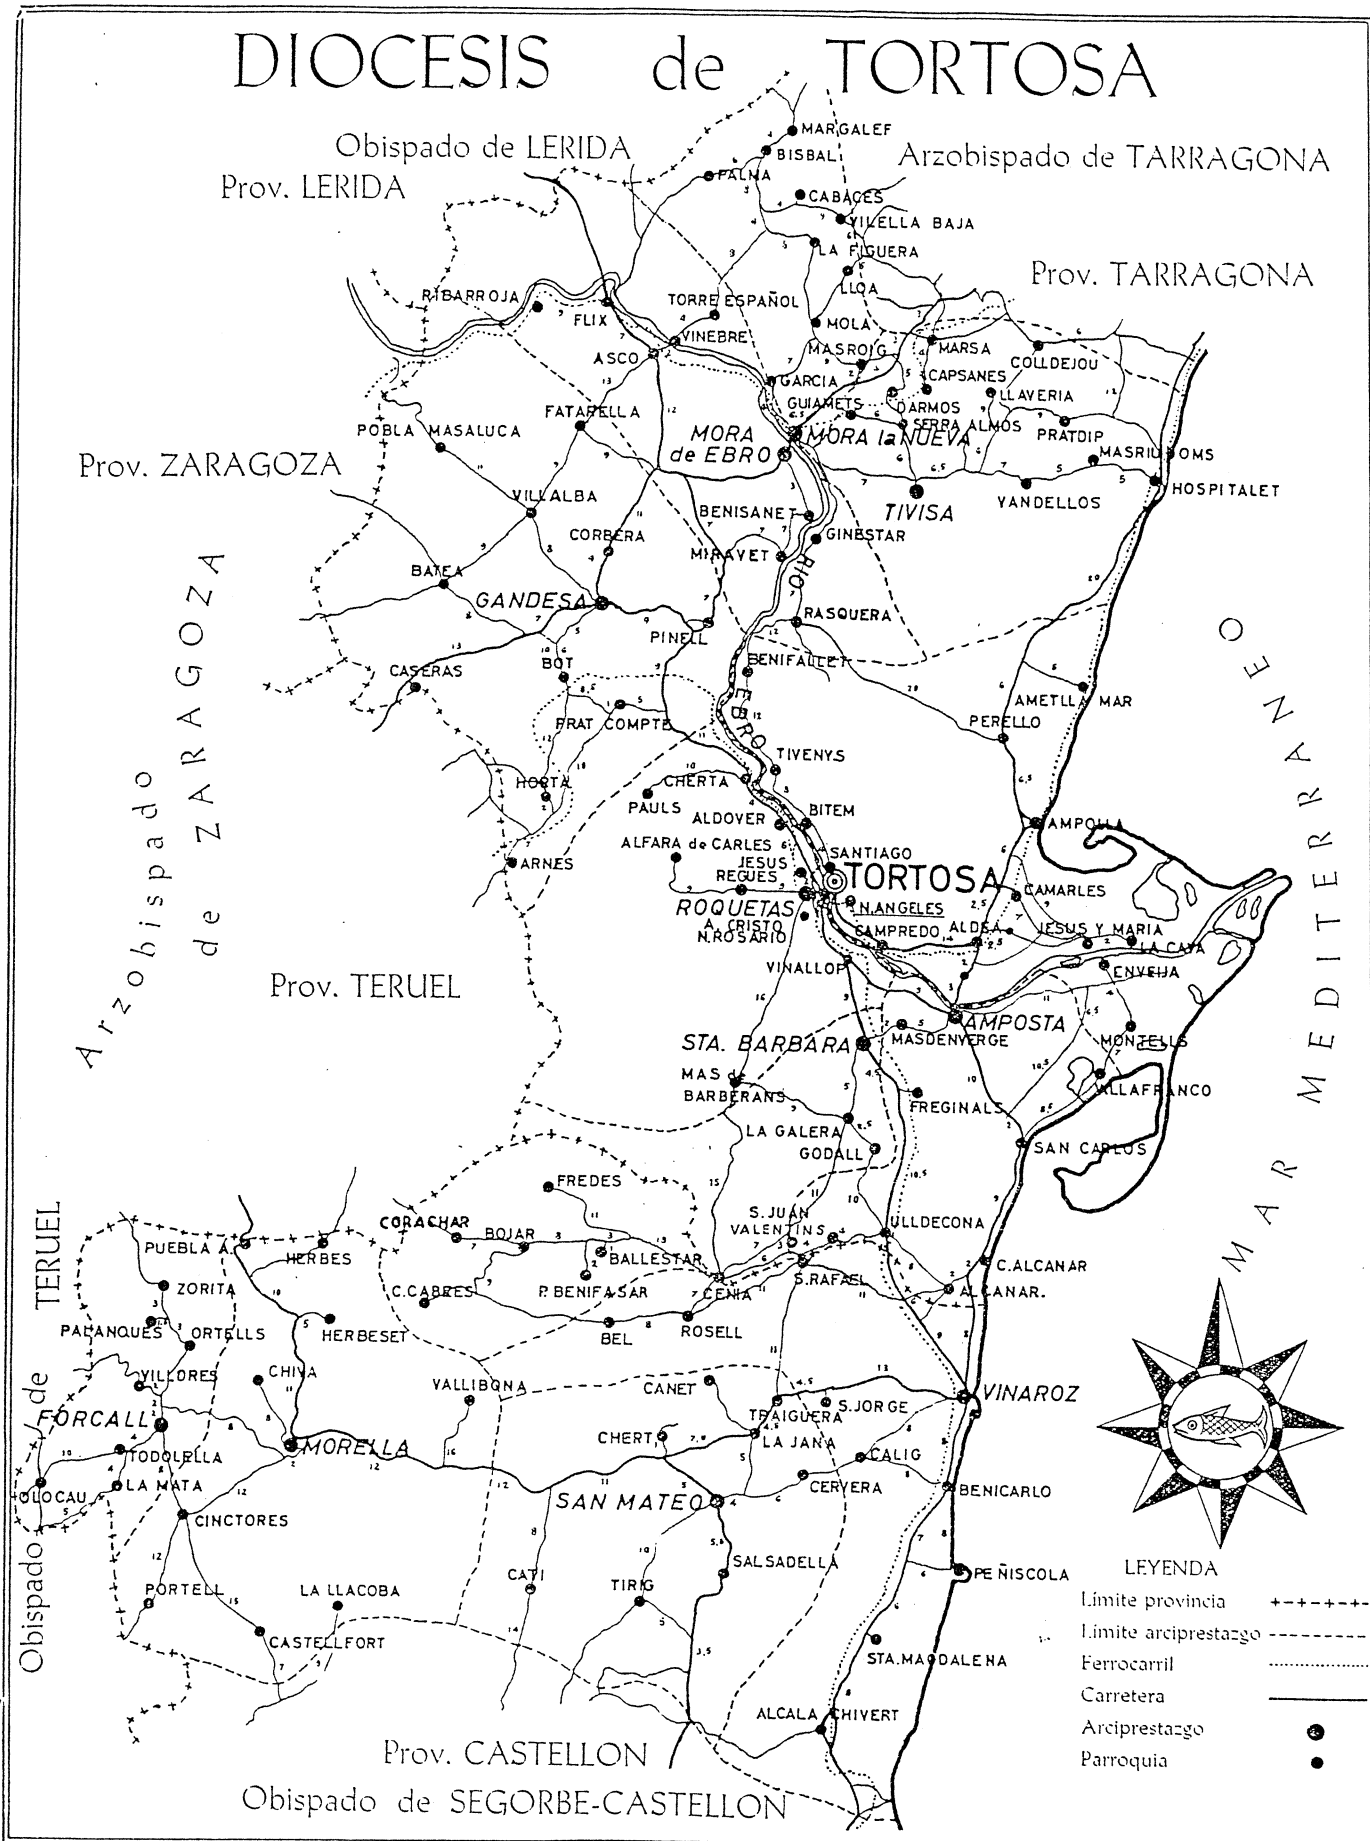 DIOCESIS de TORTOSA
Obispado de LERIDA
Arzobispado de TARRAGONA
Prov. LERIDA
Prov. TARRAGONA
MARGALEF
BISBAL
PALMA
CABACES
VILELLA BAJA
LA FIGUERA
LLOA
RIBARROJA
FLIX
TORRE ESPAÑOL
VINEBRE
MOLA
ASCO
MASROIG
MARSA
COLLDEJOU
GARCIA
CAPSANES
LLAVERIA
GUIAMETS
DARMOS
SERRA ALMOS
PRATDIP
FATARELLA
POBLA MASALUCA
MORA de EBRO
MORA la NUEVA
MASRIUDOMS
Prov. ZARAGOZA
VILLALBA
TIVISA
VANDELLOS
HOSPITALET
BENISANET
GINESTAR
CORBERA
MIRAVET
RIO
BATEA
GANDESA
PINELL
RASQUERA
BENIFALLET
BOT
CASERAS
AMETLLA MAR
PERELLO
PRAT COMPTE
EBRO
TIVENYS
HORTA
CHERTA
PAULS
ALDOVER
BITEM
AMPOLLA
Arzobispado
de ZARAGOZA
ALFARA de CARLES
ARNES
JESUS
REGUES
SANTIAGO
TORTOSA
CAMARLES
ROQUETAS
N. ANGELES
A. CRISTO
N. ROSARIO
CAMPREDO
ALDEA
JESUS Y MARIA
LA CAVA
VINALLOP
ENVEIJA
Prov. TERUEL
AMPOSTA
MASDENVERGE
STA. BARBARA
MONTELLS
MAS de
BARBERANS
VILLAFRANCO
FREGINALS
LA GALERA
GODALL
SAN CARLOS
MAR MEDITERRANEO
FREDES
CORACHAR
BOJAR
BALLESTAR
S. JUAN
VALENTINS
ULLDECONA
PUEBLA A.
HERBES
P. BENIFASAR
CENIA
S. RAFAEL
C. ALCANAR
ALCANAR.
ZORITA
C. CABRES
PALANQUES
ORTELLS
HERBESET
BEL
ROSELL
Obispado de TERUEL
VILLORES
CHIVA
VALLIBONA
CANET
TRAIGUERA
S. JORGE
VINAROZ
FORCALL
MORELLA
CHERT
LA JANA
CALIG
TODOLELLA
CERVERA
BENICARLO
OLOCAU
LA MATA
SAN MATEO
CINCTORES
SALSADELLA
PEÑISCOLA
PORTELL
LA LLACOBA
CATI
TIRIG
CASTELLFORT
STA. MAGDALENA
ALCALA CHIVERT
Prov. CASTELLON
Obispado de SEGORBE-CASTELLON
LEYENDA
Límite provincia
Límite arciprestazgo
Ferrocarril
Carretera
Arciprestazgo
Parroquia